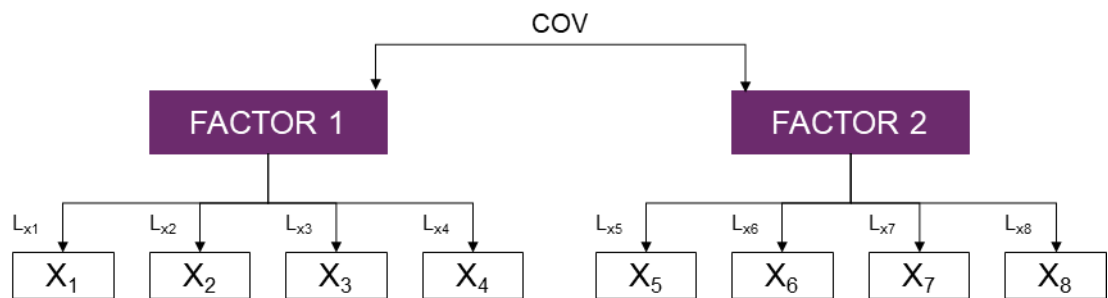 COV
FACTOR 1 FACTOR 2
Lx1 Lx2 Lx3 Lx4 Lx5 Lx6 Lx7 Lx8
X1 X2 X3 X4 X5 X6 X7 X8